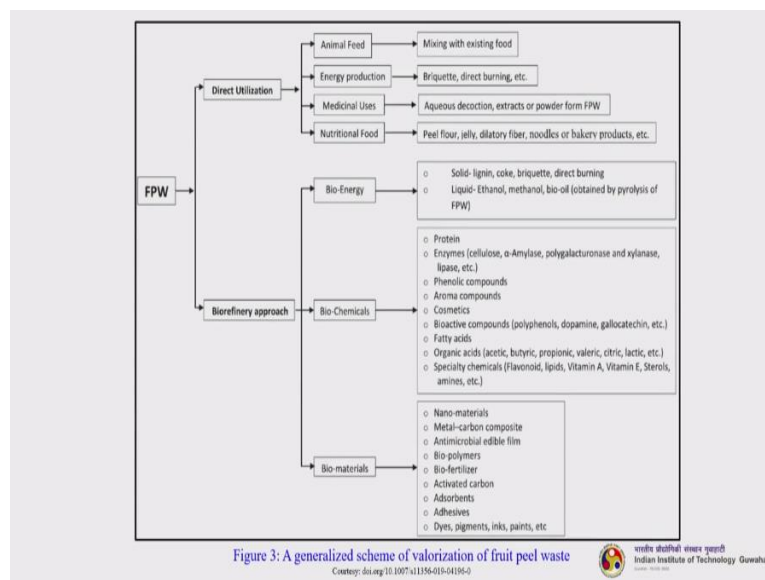 FPW
Direct Utilization
Animal Feed
Mixing with existing food
Energy production
Briquette, direct burning, etc.
Medicinal Uses
Aqueous decoction, extracts or powder form FPW
Nutritional Food
Peel flour, jelly, dilatory fiber, noodles or bakery products, etc.
Biorefinery approach
Bio-Energy
o Solid- lignin, coke, briquette, direct burning
o Liquid- Ethanol, methanol, bio-oil (obtained by pyrolysis of
FPW)
Bio-Chemicals
o Protein
o Enzymes (cellulose, α-Amylase, polygalacturonase and xylanase,
lipase, etc.)
o Phenolic compounds
o Aroma compounds
o Cosmetics
o Bioactive compounds (polyphenols, dopamine, gallocatechin, etc.)
o Fatty acids
o Organic acids (acetic, butyric, propionic, valeric, citric, lactic, etc.)
o Specialty chemicals (Flavonoid, lipids, Vitamin A, Vitamin E, Sterols,
amines, etc.)
Bio-materials
o Nano-materials
o Metal–carbon composite
o Antimicrobial edible film
o Bio-polymers
o Bio-fertilizer
o Activated carbon
o Adsorbents
o Adhesives
o Dyes, pigments, inks, paints, etc
Figure 3: A generalized scheme of valorization of fruit peel waste
Courtesy: doi.org/10.1007/s11356-019-04196-0
भारतीय प्रौद्योगिकी संस्थान गुवाहाटी
Indian Institute of Technology Guwaha